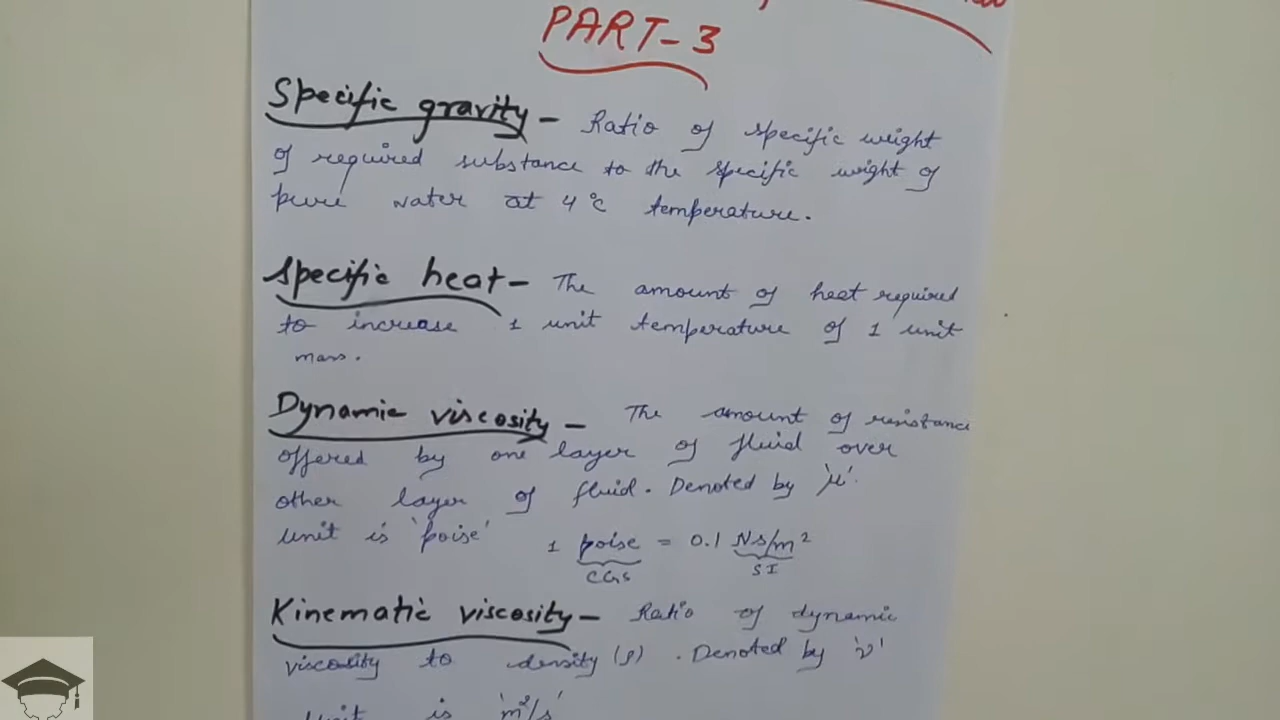 PART-3
Specific gravity - Ratio of specific weight
of required substance to the specific weight of
pure water at 4°c temperature.
Specific heat - The amount of heat required
to increase 1 unit temperature of 1 unit
mass.
Dynamic viscosity - The amount of resistance
offered by one layer of fluid over
other layer of fluid. Denoted by 'μ'.
Unit is 'poise' 1 poise = 0.1 Ns/m²
CGS SI
Kinematic viscosity - Ratio of dynamic
viscosity to density (ρ). Denoted by 'ν'
Unit is 'm²/s'